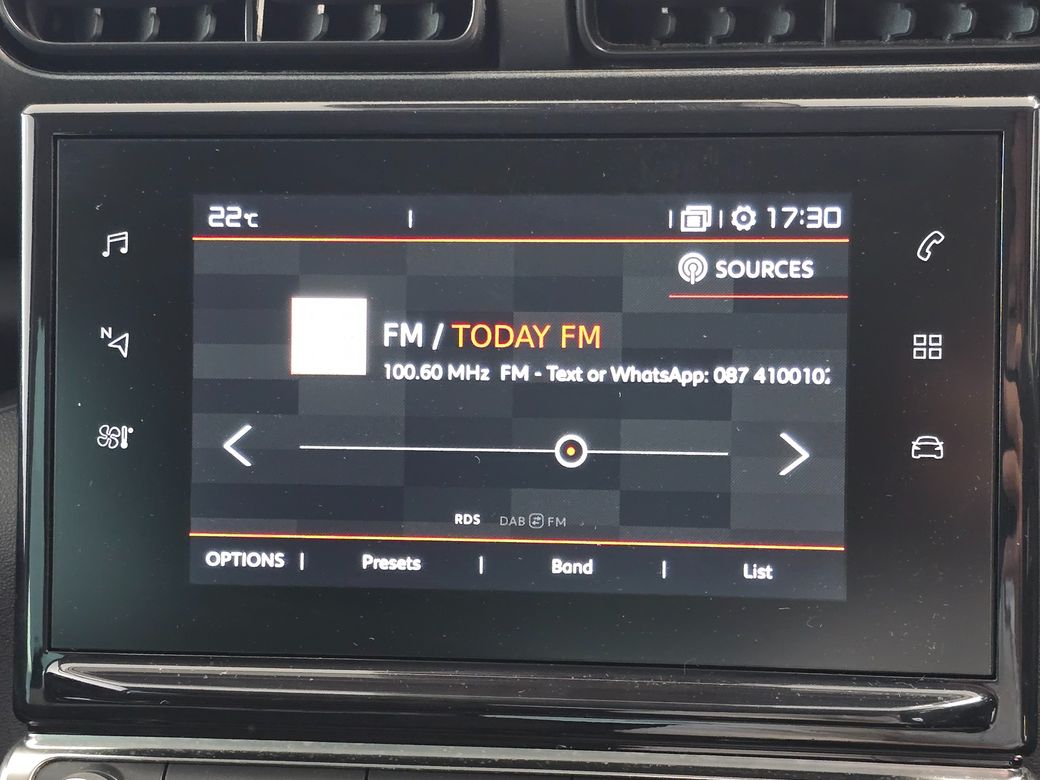 22°C
17:30
SOURCES
FM / TODAY FM
100.60 MHz FM - Text or WhatsApp: 087 410010
N
RDS DAB FM
OPTIONS Presets Band List